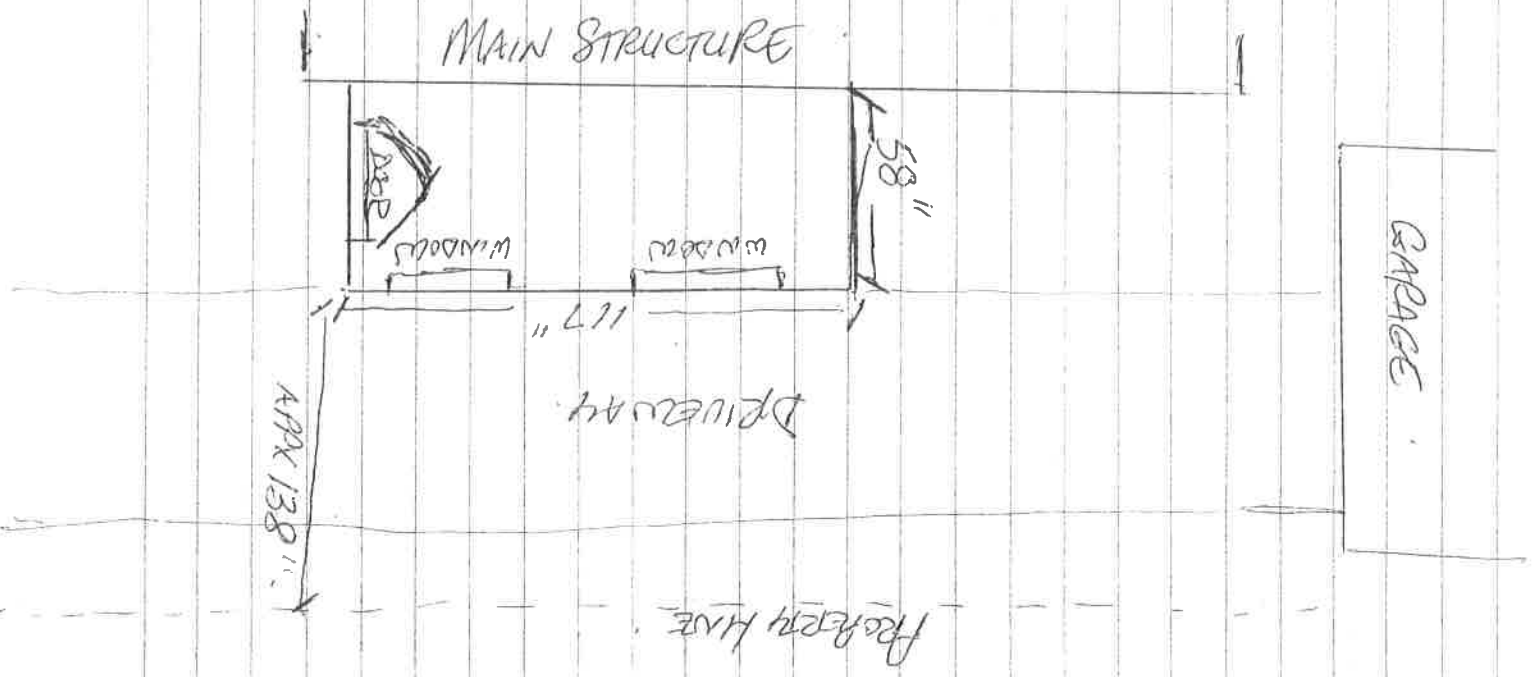 MAIN STRUCTURE
DOOR
58"
WINDOW
WINDOW
117"
GARAGE
DRIVEWAY.
APPX 138".
PROPERTY LINE.